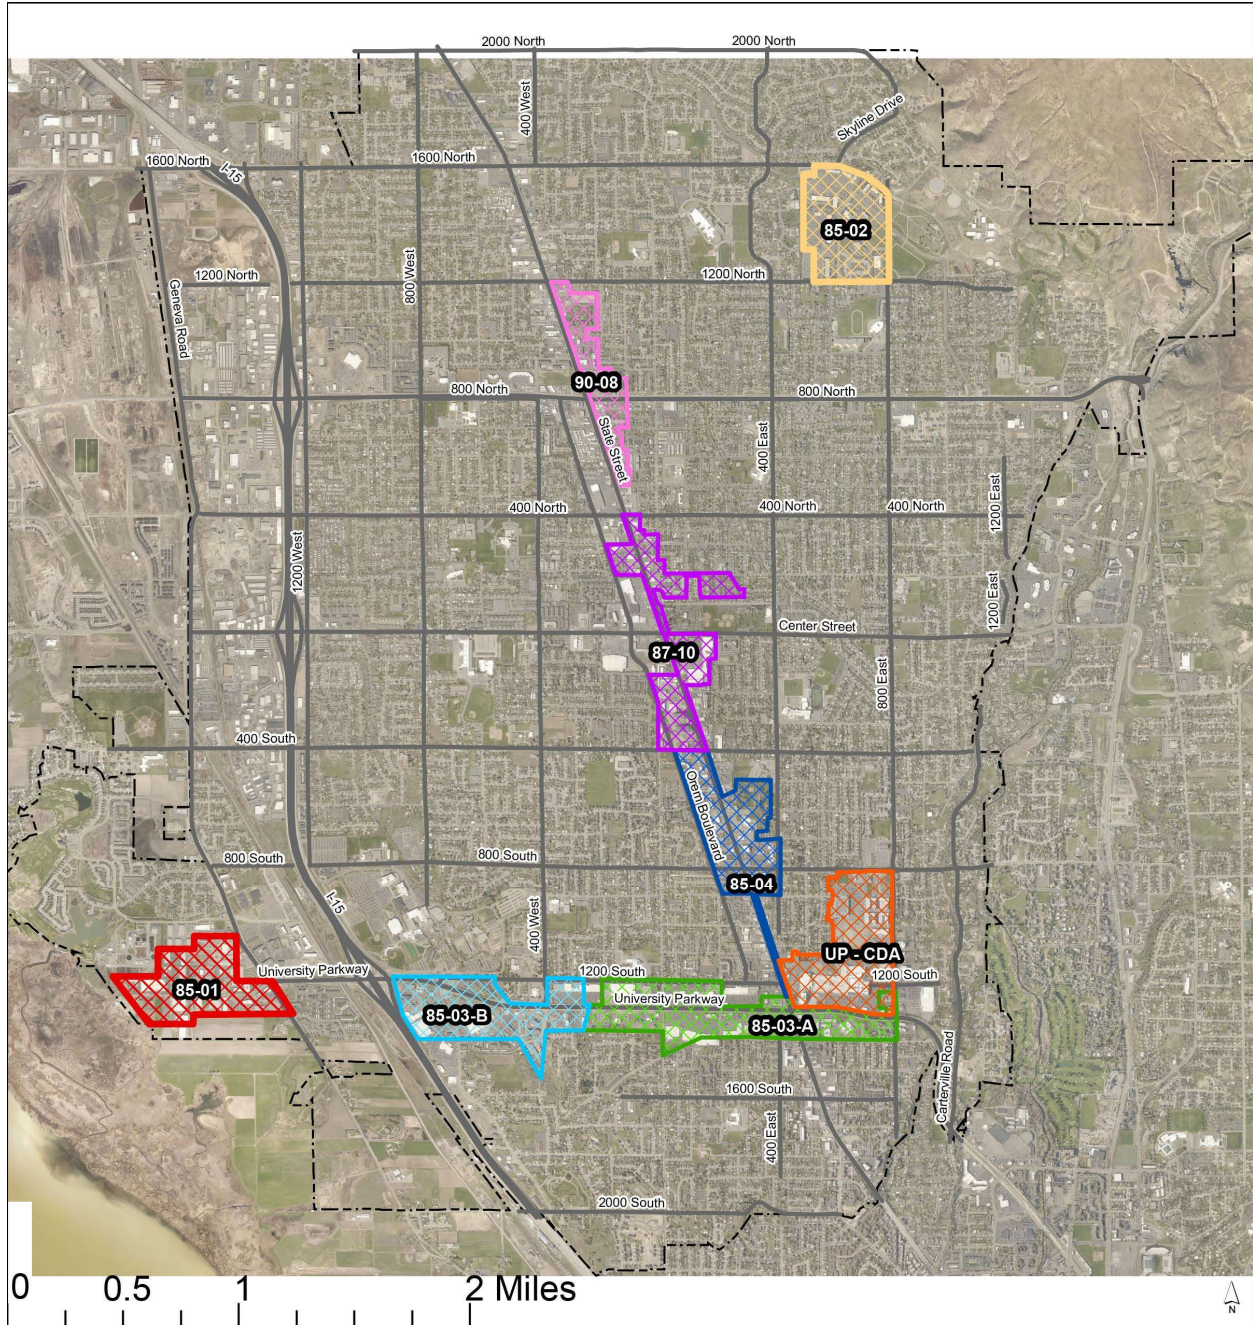 2000 North
2000 North
400 West
Skyline Drive
1600 North
I-15
1600 North
85-02
1200 North
800 West
1200 North
Geneva Road
90-08
800 North
800 North
State Street
400 East
400 North
400 North
400 North
1200 East
1200 West
1200 East
Center Street
87-10
800 East
400 South
Orem Boulevard
800 South
800 South
85-04
I-15
400 West
UP - CDA
University Parkway
1200 South
1200 South
85-01
University Parkway
85-03-B
85-03-A
Carterville Road
1600 South
400 East
2000 South
0 0.5 1 2 Miles
N